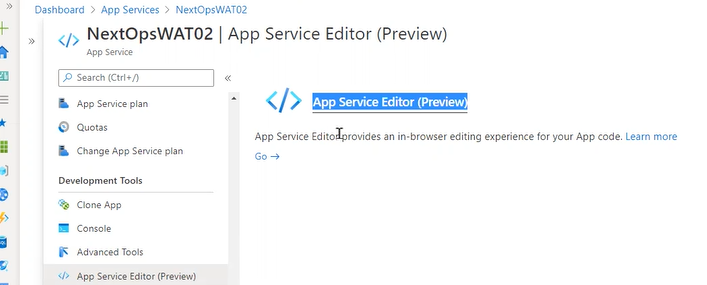 Dashboard > App Services > NextOpsWAT02
NextOpsWAT02 | App Service Editor (Preview)
App Service
Search (Ctrl+/)
App Service plan
Quotas
Change App Service plan
Development Tools
Clone App
Console
Advanced Tools
App Service Editor (Preview)
App Service Editor (Preview)
App Service Editor provides an in-browser editing experience for your App code. Learn more
Go →